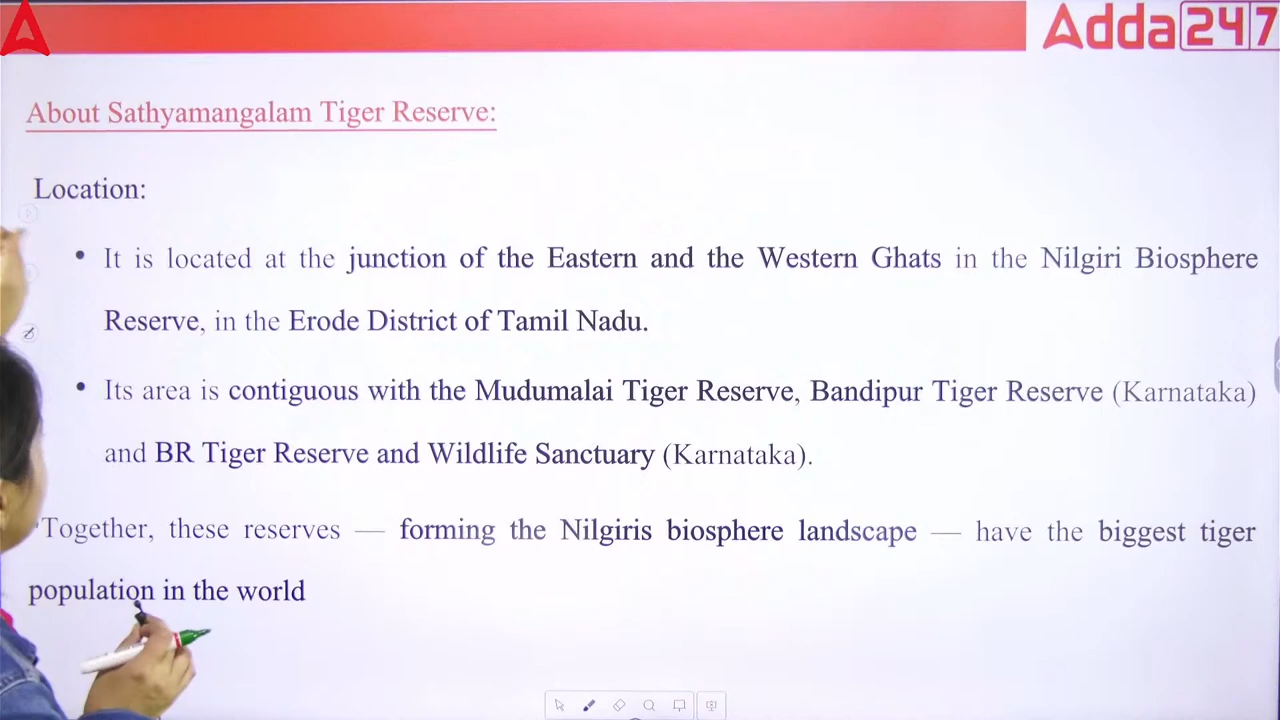 Adda247
About Sathyamangalam Tiger Reserve:
Location:
• It is located at the junction of the Eastern and the Western Ghats in the Nilgiri Biosphere
Reserve, in the Erode District of Tamil Nadu.
• Its area is contiguous with the Mudumalai Tiger Reserve, Bandipur Tiger Reserve (Karnataka)
and BR Tiger Reserve and Wildlife Sanctuary (Karnataka).
Together, these reserves — forming the Nilgiris biosphere landscape — have the biggest tiger
population in the world